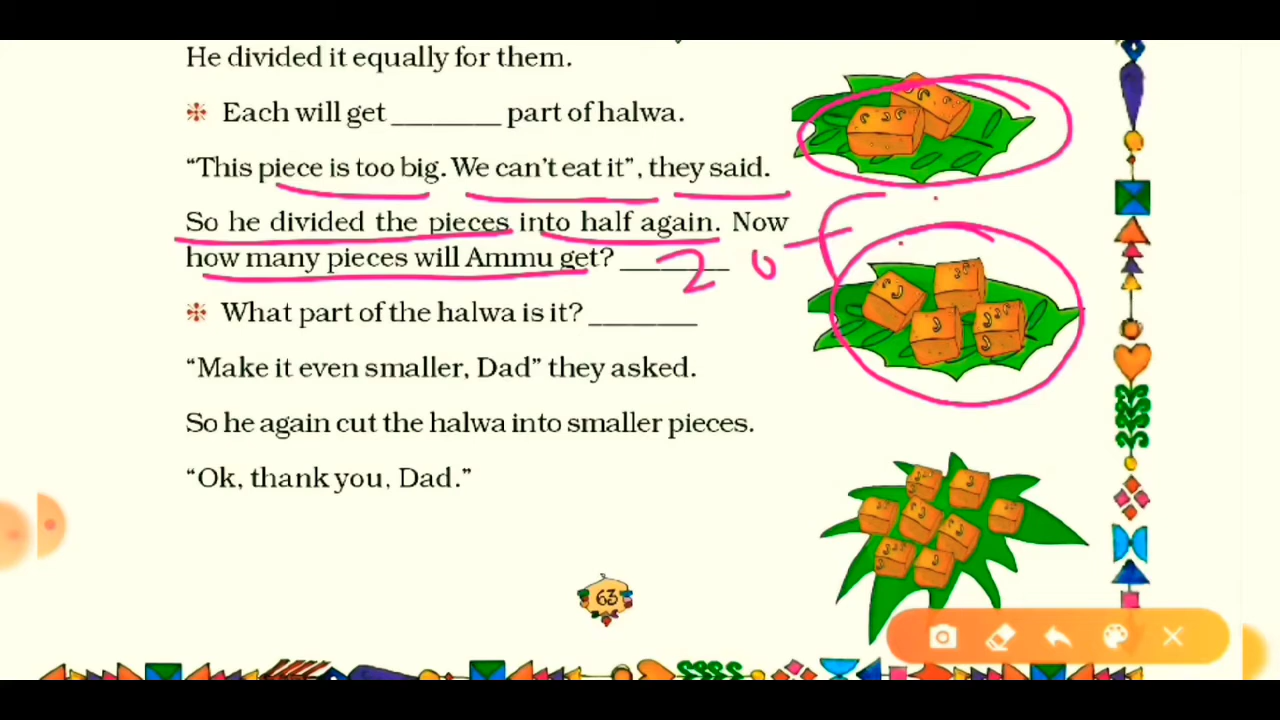 He divided it equally for them.
Each will get ________ part of halwa.
“This piece is too big. We can’t eat it”, they said.
So he divided the pieces into half again. Now
how many pieces will Ammu get? ________
2
What part of the halwa is it? ________
“Make it even smaller, Dad” they asked.
So he again cut the halwa into smaller pieces.
“Ok, thank you, Dad.”
63